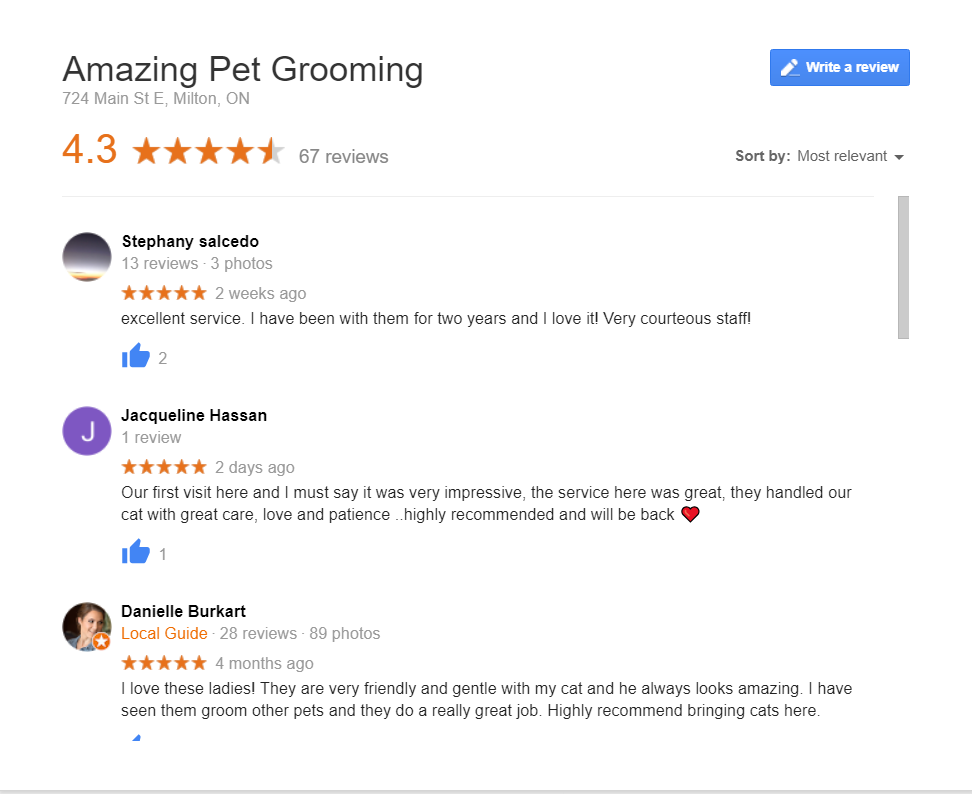 Amazing Pet Grooming
Write a review
724 Main St E, Milton, ON
4.3
67 reviews
Sort by: Most relevant
Stephany salcedo
13 reviews · 3 photos
2 weeks ago
excellent service. I have been with them for two years and I love it! Very courteous staff!
2
J
Jacqueline Hassan
1 review
2 days ago
Our first visit here and I must say it was very impressive, the service here was great, they handled our
cat with great care, love and patience ..highly recommended and will be back ❤
1
Danielle Burkart
Local Guide · 28 reviews · 89 photos
4 months ago
I love these ladies! They are very friendly and gentle with my cat and he always looks amazing. I have
seen them groom other pets and they do a really great job. Highly recommend bringing cats here.